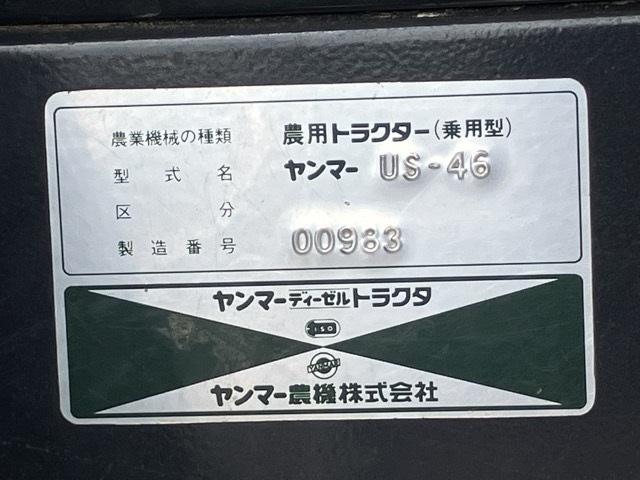 農業機械の種類 農用トラクター(乗用型)
型式名 ヤンマー US-46
区分
製造番号 00983
ヤンマーディーゼルトラクタ
ISO
YANMAR
ヤンマー農機株式会社